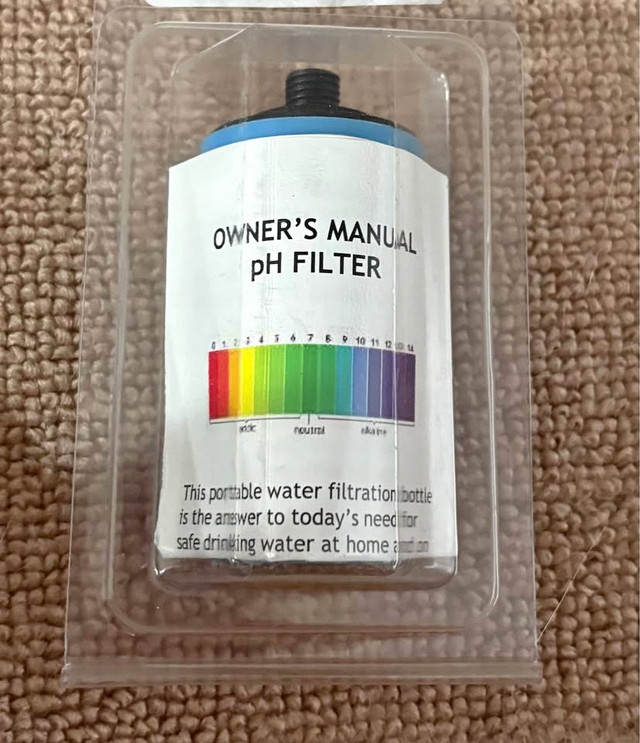 OWNER'S MANUAL
pH FILTER
0 1 2 3 4 5 6 7 8 9 10 11 12 13 14
acidic neutral alkaline
This portable water filtration bottle
is the answer to today's need for
safe drinking water at home and on